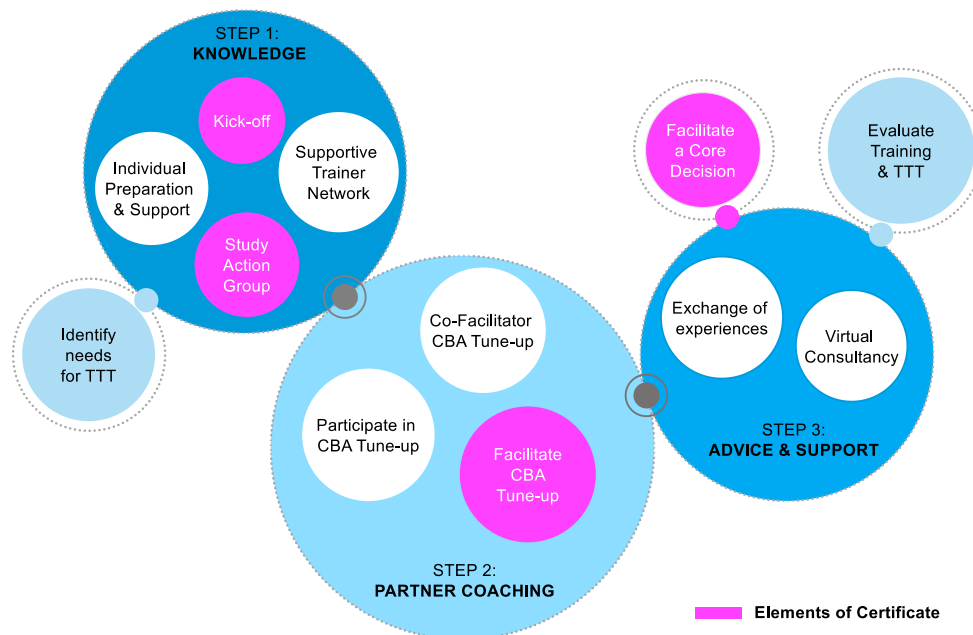 STEP 1:
KNOWLEDGE
Kick-off
Individual
Preparation
& Support
Supportive
Trainer
Network
Study
Action
Group
Identify
needs
for TTT
Co-Facilitator
CBA Tune-up
Participate in
CBA Tune-up
Facilitate
CBA
Tune-up
STEP 2:
PARTNER COACHING
Facilitate
a Core
Decision
Evaluate
Training
& TTT
Exchange of
experiences
Virtual
Consultancy
STEP 3:
ADVICE & SUPPORT
Elements of Certificate